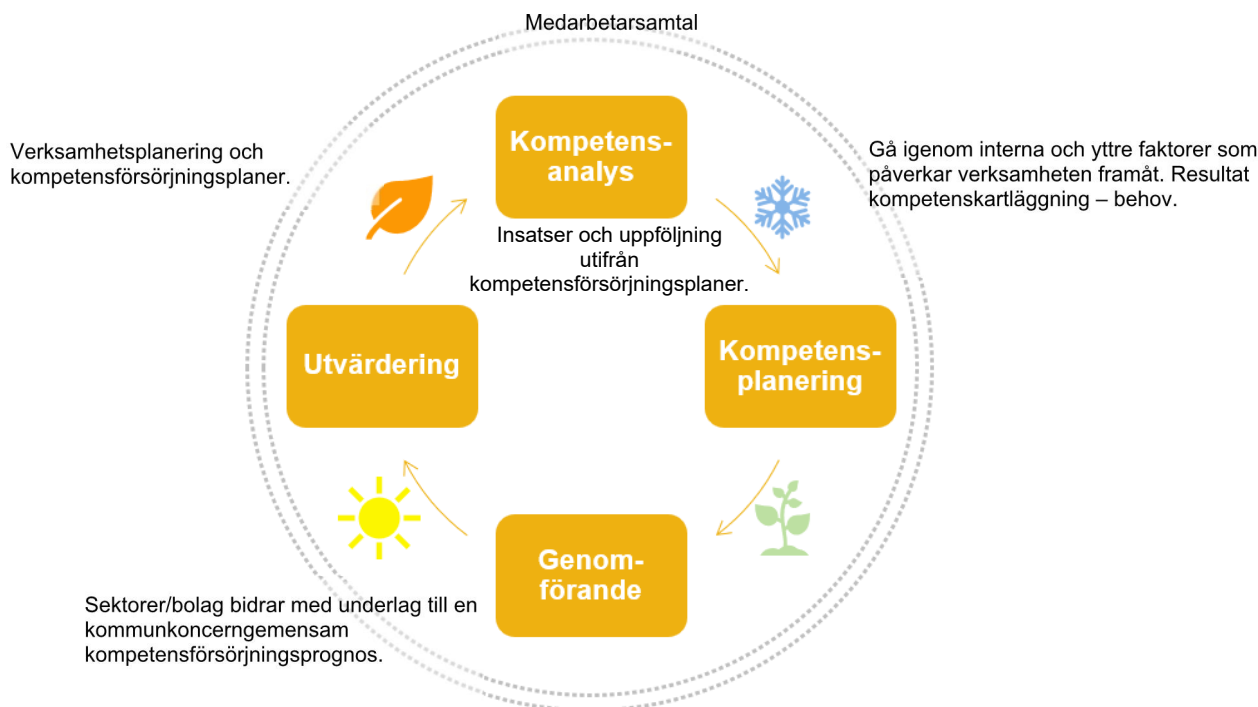 Medarbetarsamtal
Kompetens-
analys
Verksamhetsplanering och
kompetensförsörjningsplaner.
Gå igenom interna och yttre faktorer som
påverkar verksamheten framåt. Resultat
kompetenskartläggning – behov.
Insatser och uppföljning
utifrån
kompetensförsörjningsplaner.
Utvärdering
Kompetens-
planering
Genom-
förande
Sektorer/bolag bidrar med underlag till en
kommunkoncerngemensam
kompetensförsörjningsprognos.